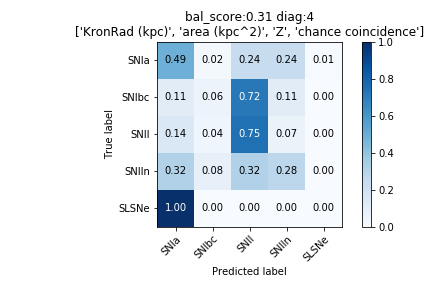 bal_score:0.31 diag:4
['KronRad (kpc)', 'area (kpc^2)', 'Z', 'chance coincidence']
True label
SNIa 0.49 0.02 0.24 0.24 0.01
SNIbc 0.11 0.06 0.72 0.11 0.00
SNII 0.14 0.04 0.75 0.07 0.00
SNIIn 0.32 0.08 0.32 0.28 0.00
SLSNe 1.00 0.00 0.00 0.00 0.00
SNIa SNIbc SNII SNIIn SLSNe
Predicted label
1.0
0.8
0.6
0.4
0.2
0.0